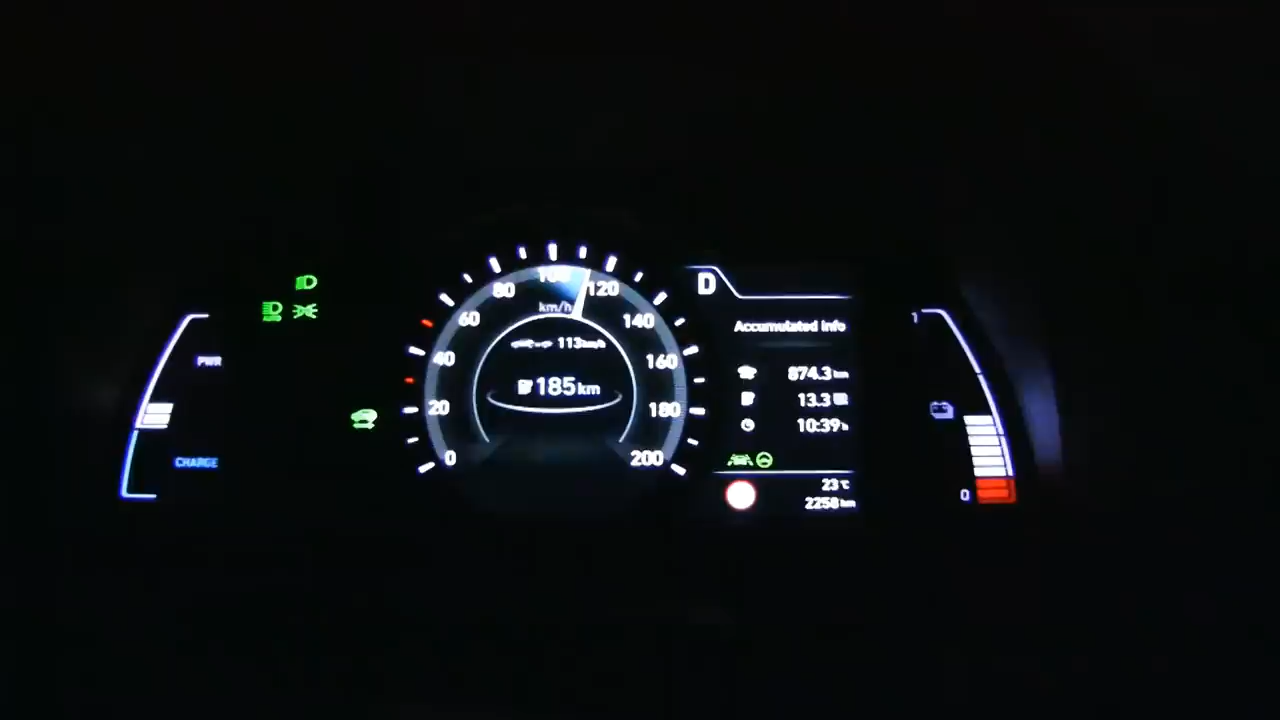 PWR
CHARGE
0
20
40
60
80
100
120
140
160
180
200
km/h
113km/h
185km
D
Accumulated info
874.3km
13.3
10:39h
23°C
2258km
1
0